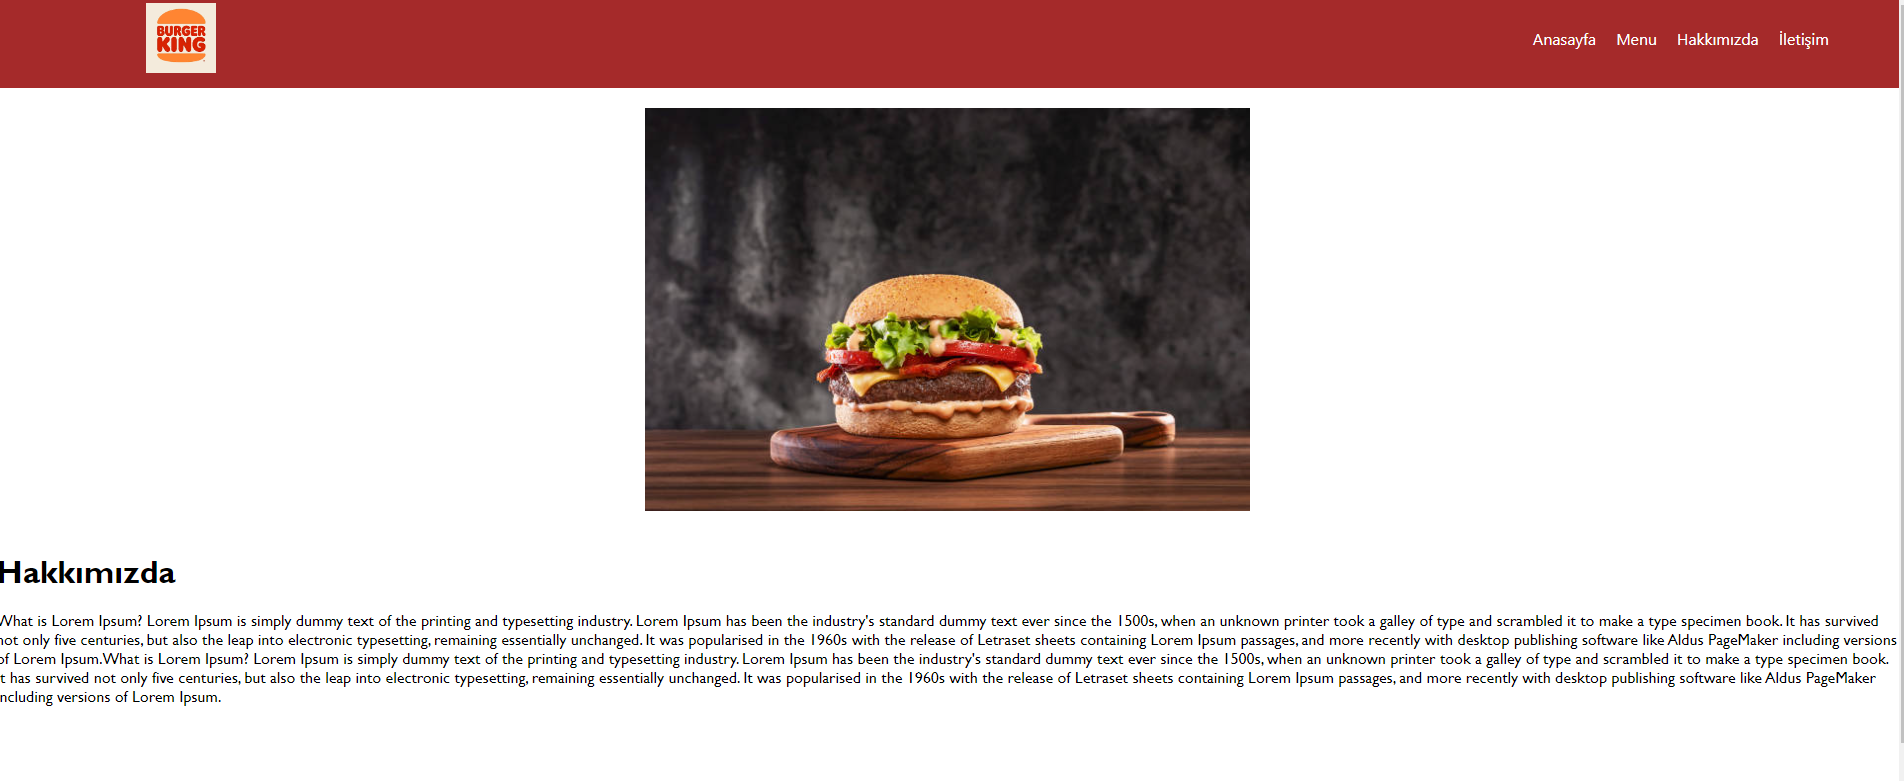 BURGER
KING
Anasayfa Menu Hakkımızda İletişim
Hakkımızda
What is Lorem Ipsum? Lorem Ipsum is simply dummy text of the printing and typesetting industry. Lorem Ipsum has been the industry's standard dummy text ever since the 1500s, when an unknown printer took a galley of type and scrambled it to make a type specimen book. It has survived
not only five centuries, but also the leap into electronic typesetting, remaining essentially unchanged. It was popularised in the 1960s with the release of Letraset sheets containing Lorem Ipsum passages, and more recently with desktop publishing software like Aldus PageMaker including versions
of Lorem Ipsum.What is Lorem Ipsum? Lorem Ipsum is simply dummy text of the printing and typesetting industry. Lorem Ipsum has been the industry's standard dummy text ever since the 1500s, when an unknown printer took a galley of type and scrambled it to make a type specimen book.
It has survived not only five centuries, but also the leap into electronic typesetting, remaining essentially unchanged. It was popularised in the 1960s with the release of Letraset sheets containing Lorem Ipsum passages, and more recently with desktop publishing software like Aldus PageMaker
including versions of Lorem Ipsum.